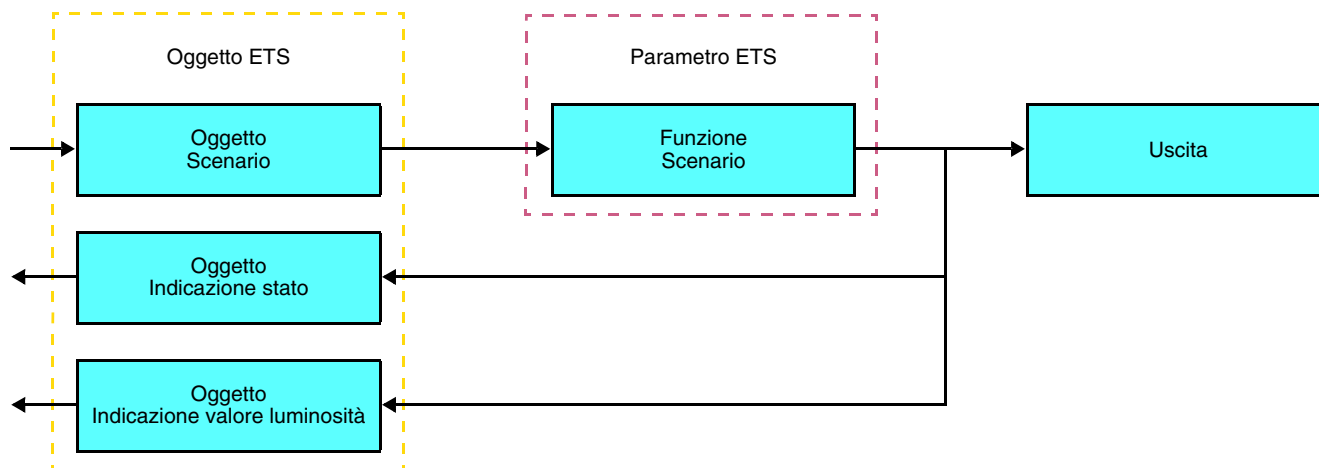 Oggetto ETS
Parametro ETS
Oggetto
Scenario
Funzione
Scenario
Uscita
Oggetto
Indicazione stato
Oggetto
Indicazione valore luminosità